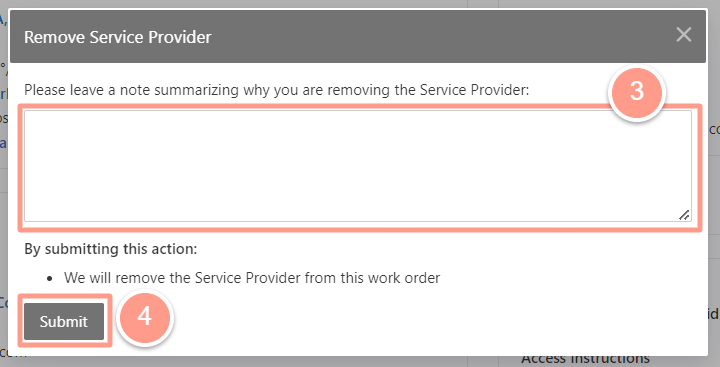 Remove Service Provider
Please leave a note summarizing why you are removing the Service Provider:
3
By submitting this action:
• We will remove the Service Provider from this work order
Submit
4
Access Instructions